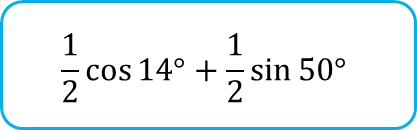 1/2 cos 14° + 1/2 sin 50°